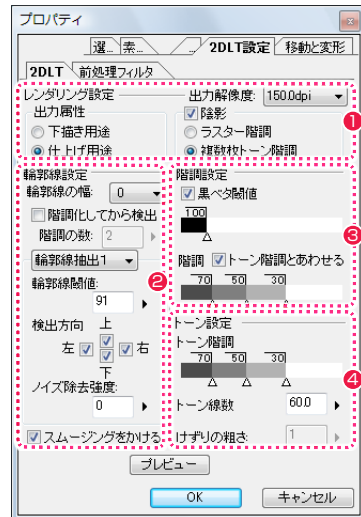 プロパティ
選... 素... .../ 2DLT設定 移動と変形
2DLT 前処理フィルタ
レンダリング設定 出力解像度: 150.0dpi
出力属性
下描き用途
仕上げ用途
陰影
ラスター階調
複数枚トーン階調
1
輪郭線設定
輪郭線の幅: 0
階調化してから検出
階調の数: 2
輪郭線抽出1
輪郭線閾値:
91
検出方向 上
左 右
下
ノイズ除去強度:
0
スムージングをかける
2
階調設定
黒ベタ閾値
100
階調 トーン階調とあわせる
70 50 30
3
トーン設定
トーン階調
70 50 30
トーン線数 60.0
けずりの粗さ: 1
4
プレビュー
OK キャンセル